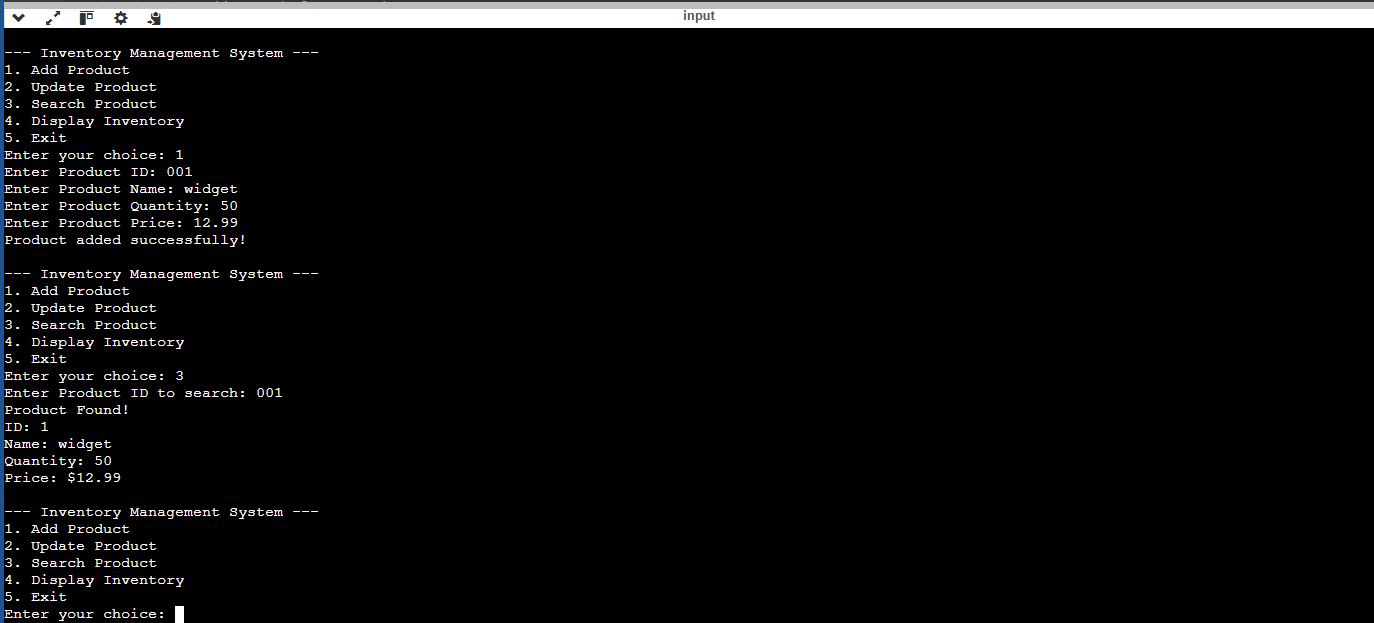 input
--- Inventory Management System ---
1. Add Product
2. Update Product
3. Search Product
4. Display Inventory
5. Exit
Enter your choice: 1
Enter Product ID: 001
Enter Product Name: widget
Enter Product Quantity: 50
Enter Product Price: 12.99
Product added successfully!
--- Inventory Management System ---
1. Add Product
2. Update Product
3. Search Product
4. Display Inventory
5. Exit
Enter your choice: 3
Enter Product ID to search: 001
Product Found!
ID: 1
Name: widget
Quantity: 50
Price: $12.99
--- Inventory Management System ---
1. Add Product
2. Update Product
3. Search Product
4. Display Inventory
5. Exit
Enter your choice: